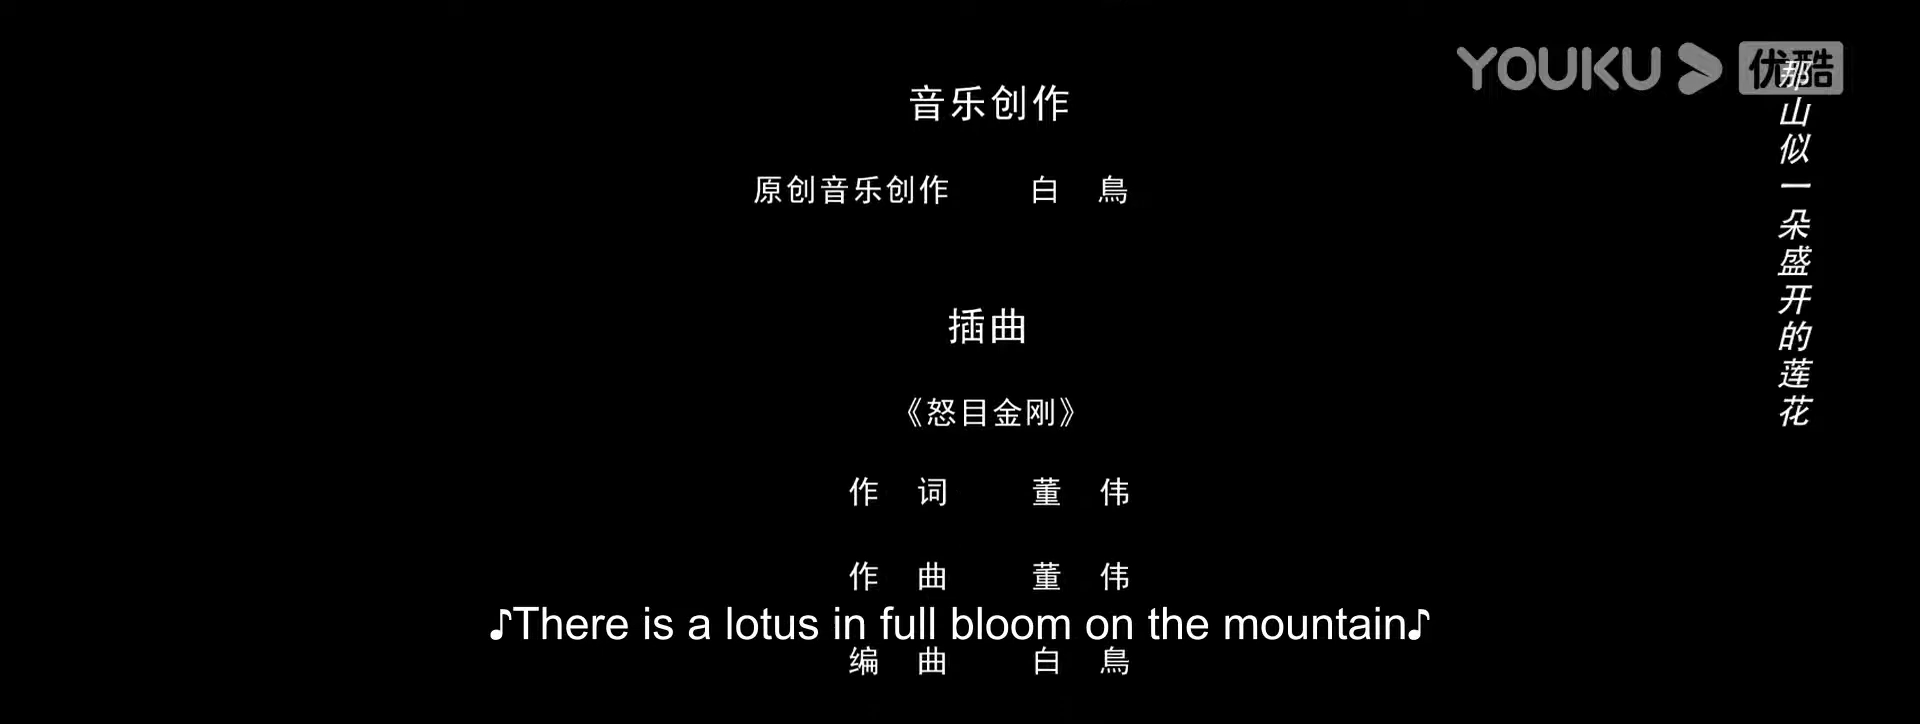 YOUKU 优酷
音乐创作
原创音乐创作 白 鳥
插曲
《怒目金刚》
作 词 董 伟
作 曲 董 伟
♪There is a lotus in full bloom on the mountain♪
编 曲 白 鳥
那山似一朵盛开的莲花